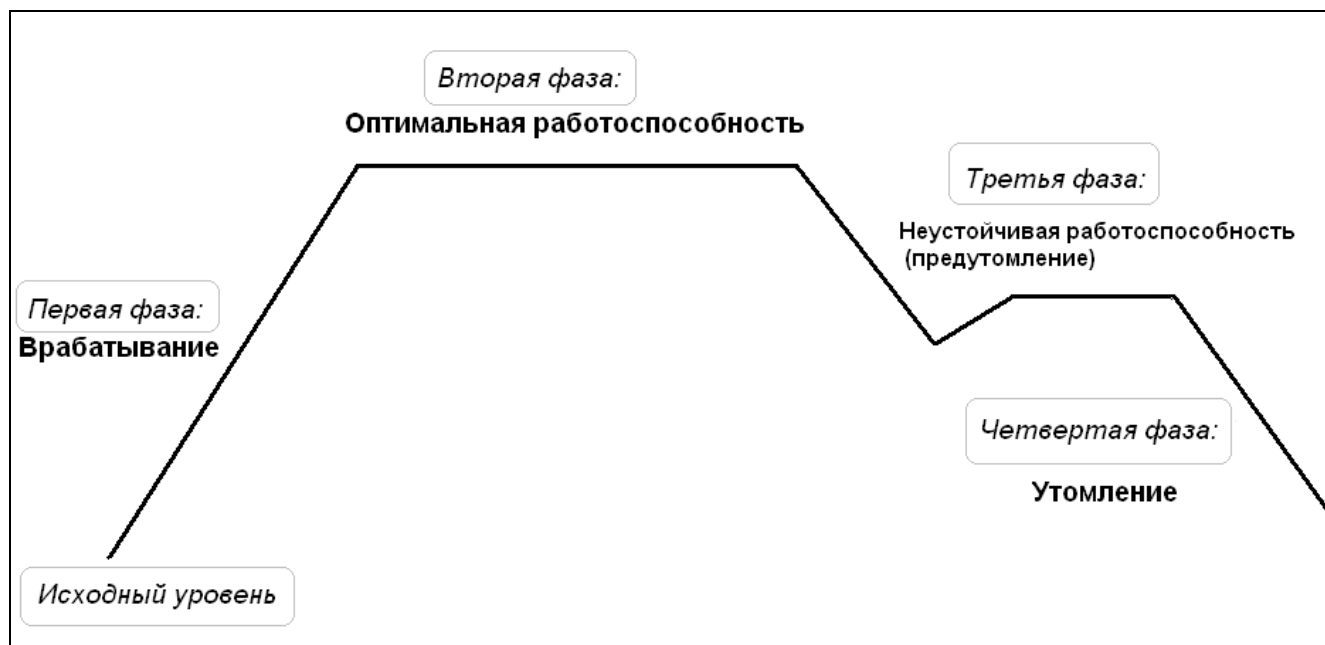 Вторая фаза:
Оптимальная работоспособность
Третья фаза:
Неустойчивая работоспособность
(предутомление)
Первая фаза:
Врабатывание
Четвертая фаза:
Утомление
Исходный уровень